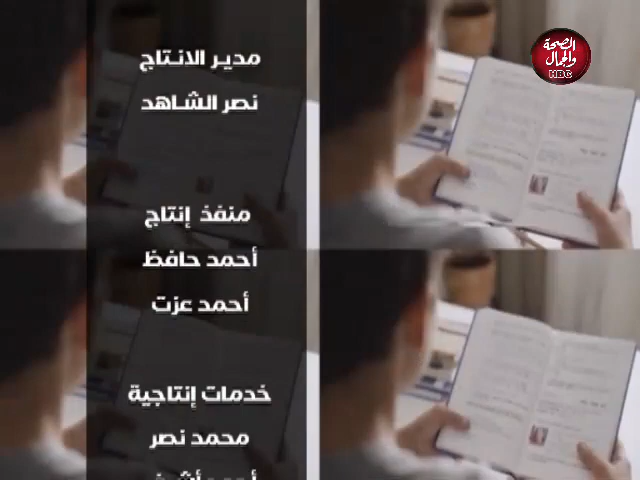 الصحة
والجمال
HBC
مدير الانتاج
نصر الشاهد
منفذ إنتاج
أحمد حافظ
أحمد عزت
خدمات إنتاجية
محمد نصر